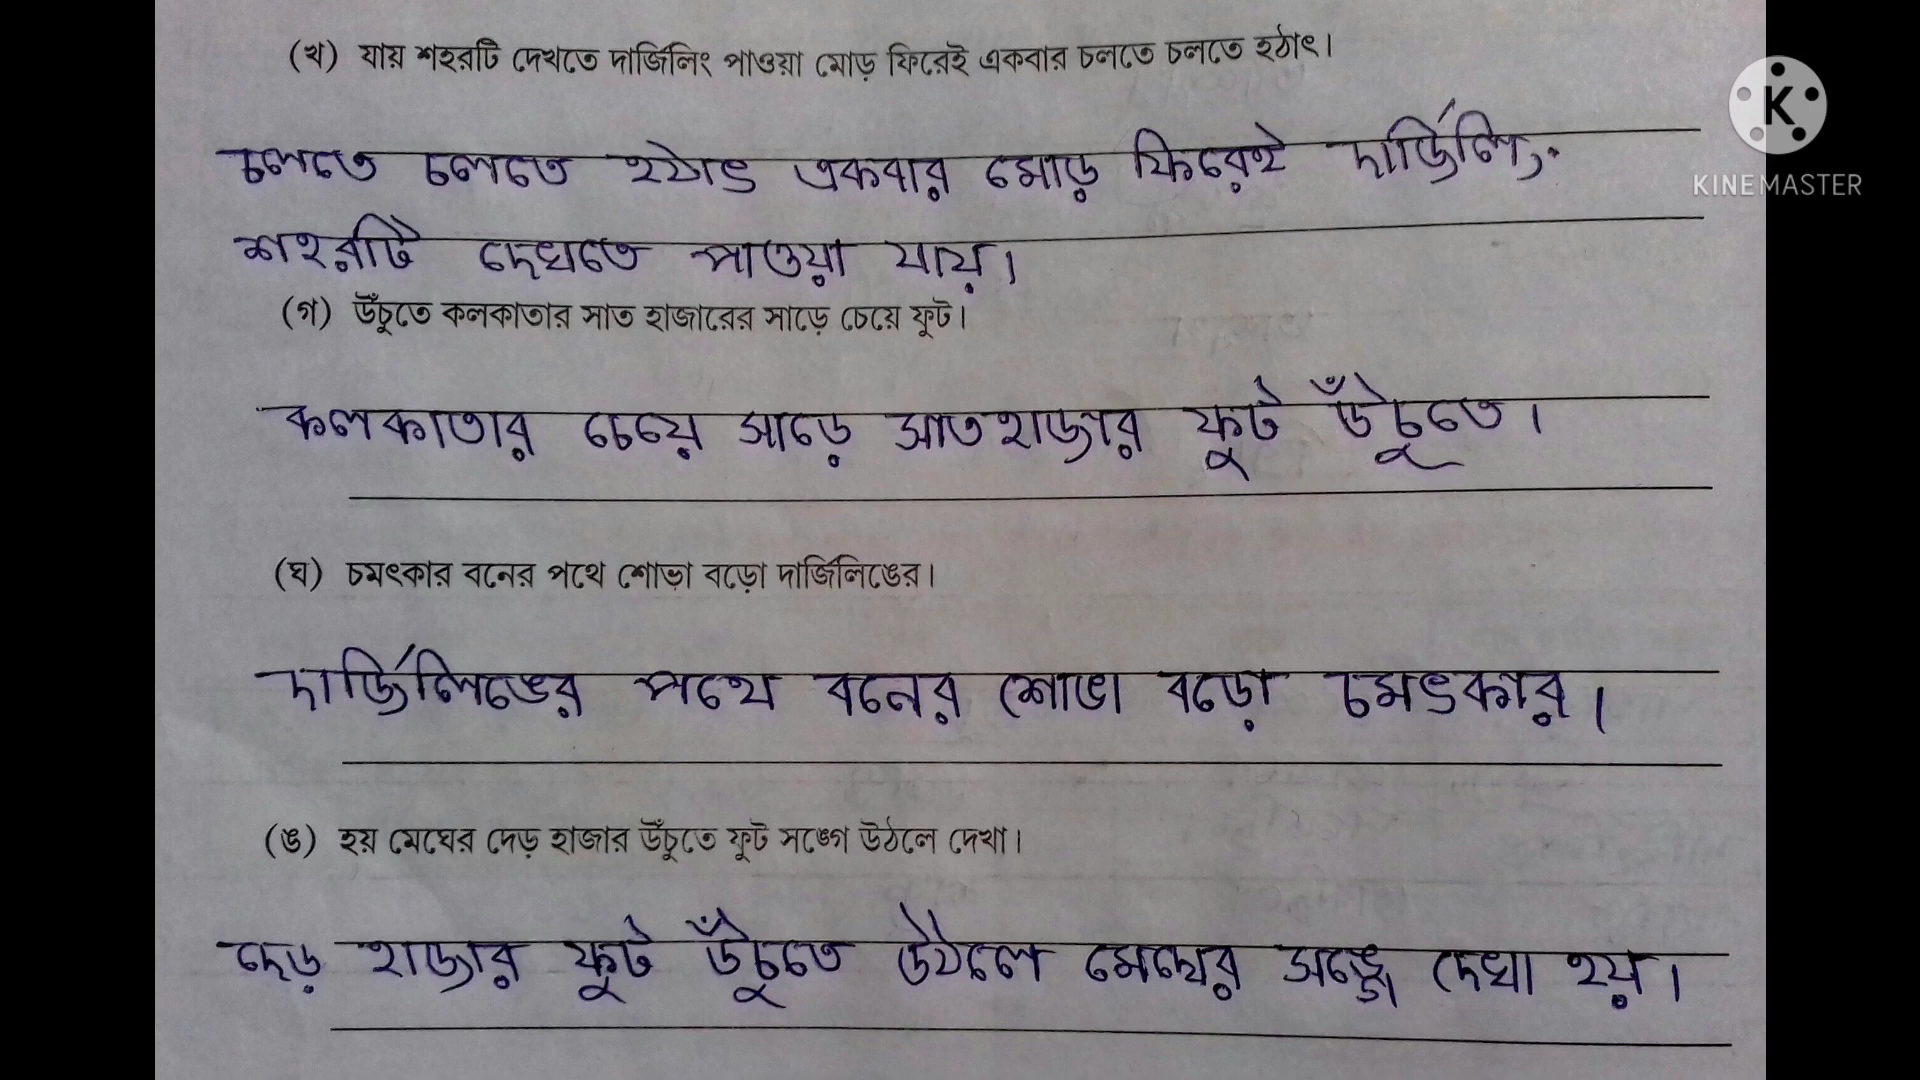 (খ) যায় শহরটি দেখতে দার্জিলিং পাওয়া মোড় ফিরেই একবার চলতে চলতে হঠাৎ।
K
চলতে চলতে হঠাৎ একবার মোড় ফিরেই দার্জিলিং
KINEMASTER
শহরটি দেখতে পাওয়া যায়।
(গ) উঁচুতে কলকাতার সাত হাজারের সাড়ে চেয়ে ফুট।
কলকাতার চেয়ে সাড়ে সাতহাজার ফুট উঁচুতে।
(ঘ) চমৎকার বনের পথে শোভা বড়ো দার্জিলিঙের।
দার্জিলিঙের পথে বনের শোভা বড়ো চমৎকার।
(ঙ) হয় মেঘের দেড় হাজার উঁচুতে ফুট সঙ্গে উঠলে দেখা।
দেড় হাজার ফুট উঁচুতে উঠলে মেঘের সঙ্গে দেখা হয়।